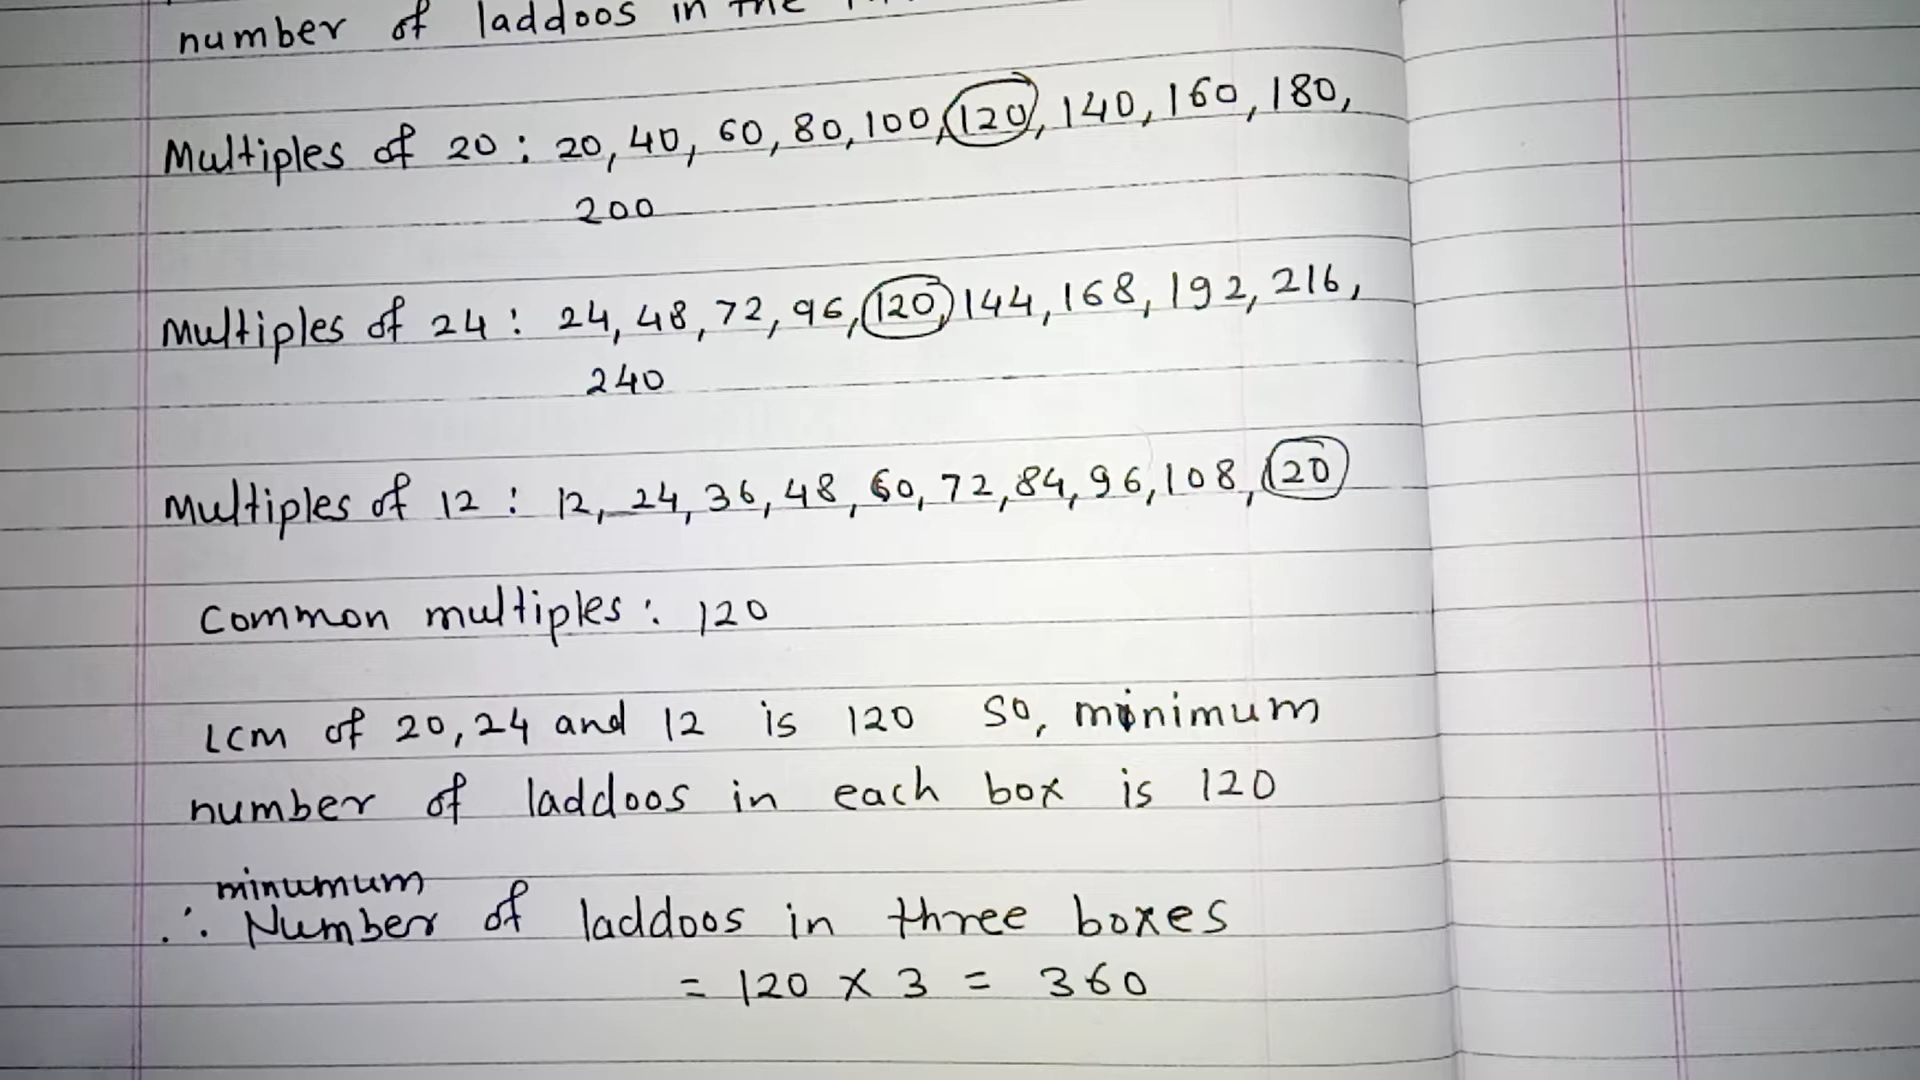 number of laddoos in the
Multiples of 20 : 20, 40, 60, 80, 100, 120, 140, 160, 180,
200
Multiples of 24 : 24, 48, 72, 96, 120, 144, 168, 192, 216,
240
Multiples of 12 : 12, 24, 36, 48, 60, 72, 84, 96, 108, 120
Common multiples : 120
LCM of 20, 24 and 12 is 120 So, minimum
number of laddoos in each box is 120
minumum
∴ Number of laddoos in three boxes
= 120 × 3 = 360